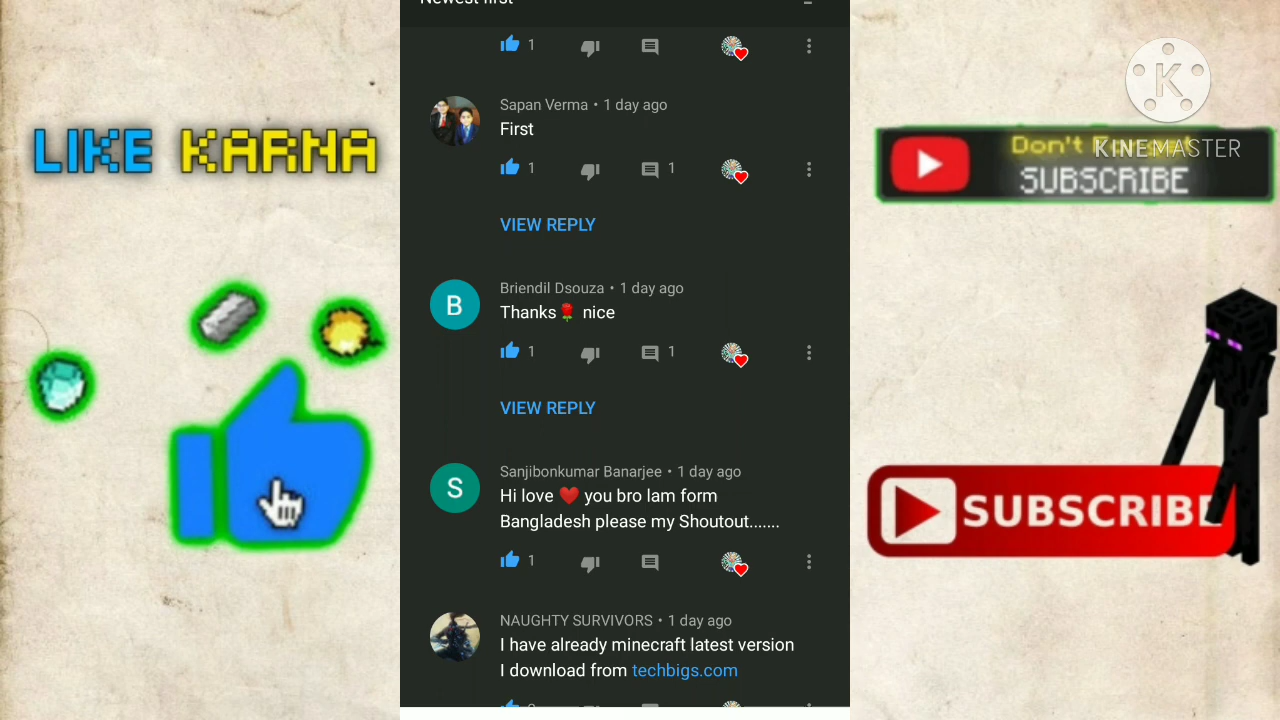 Newest first
1
Sapan Verma • 1 day ago
First
1
1
VIEW REPLY
B
Briendil Dsouza • 1 day ago
Thanks🌹 nice
1
1
VIEW REPLY
S
Sanjibonkumar Banarjee • 1 day ago
Hi love ❤️ you bro Iam form
Bangladesh please my Shoutout.......
1
NAUGHTY SURVIVORS • 1 day ago
I have already minecraft latest version
I download from techbigs.com
LIKE KARNA
K
KINEMASTER
Don't
SUBSCRIBE
SUBSCRIBE